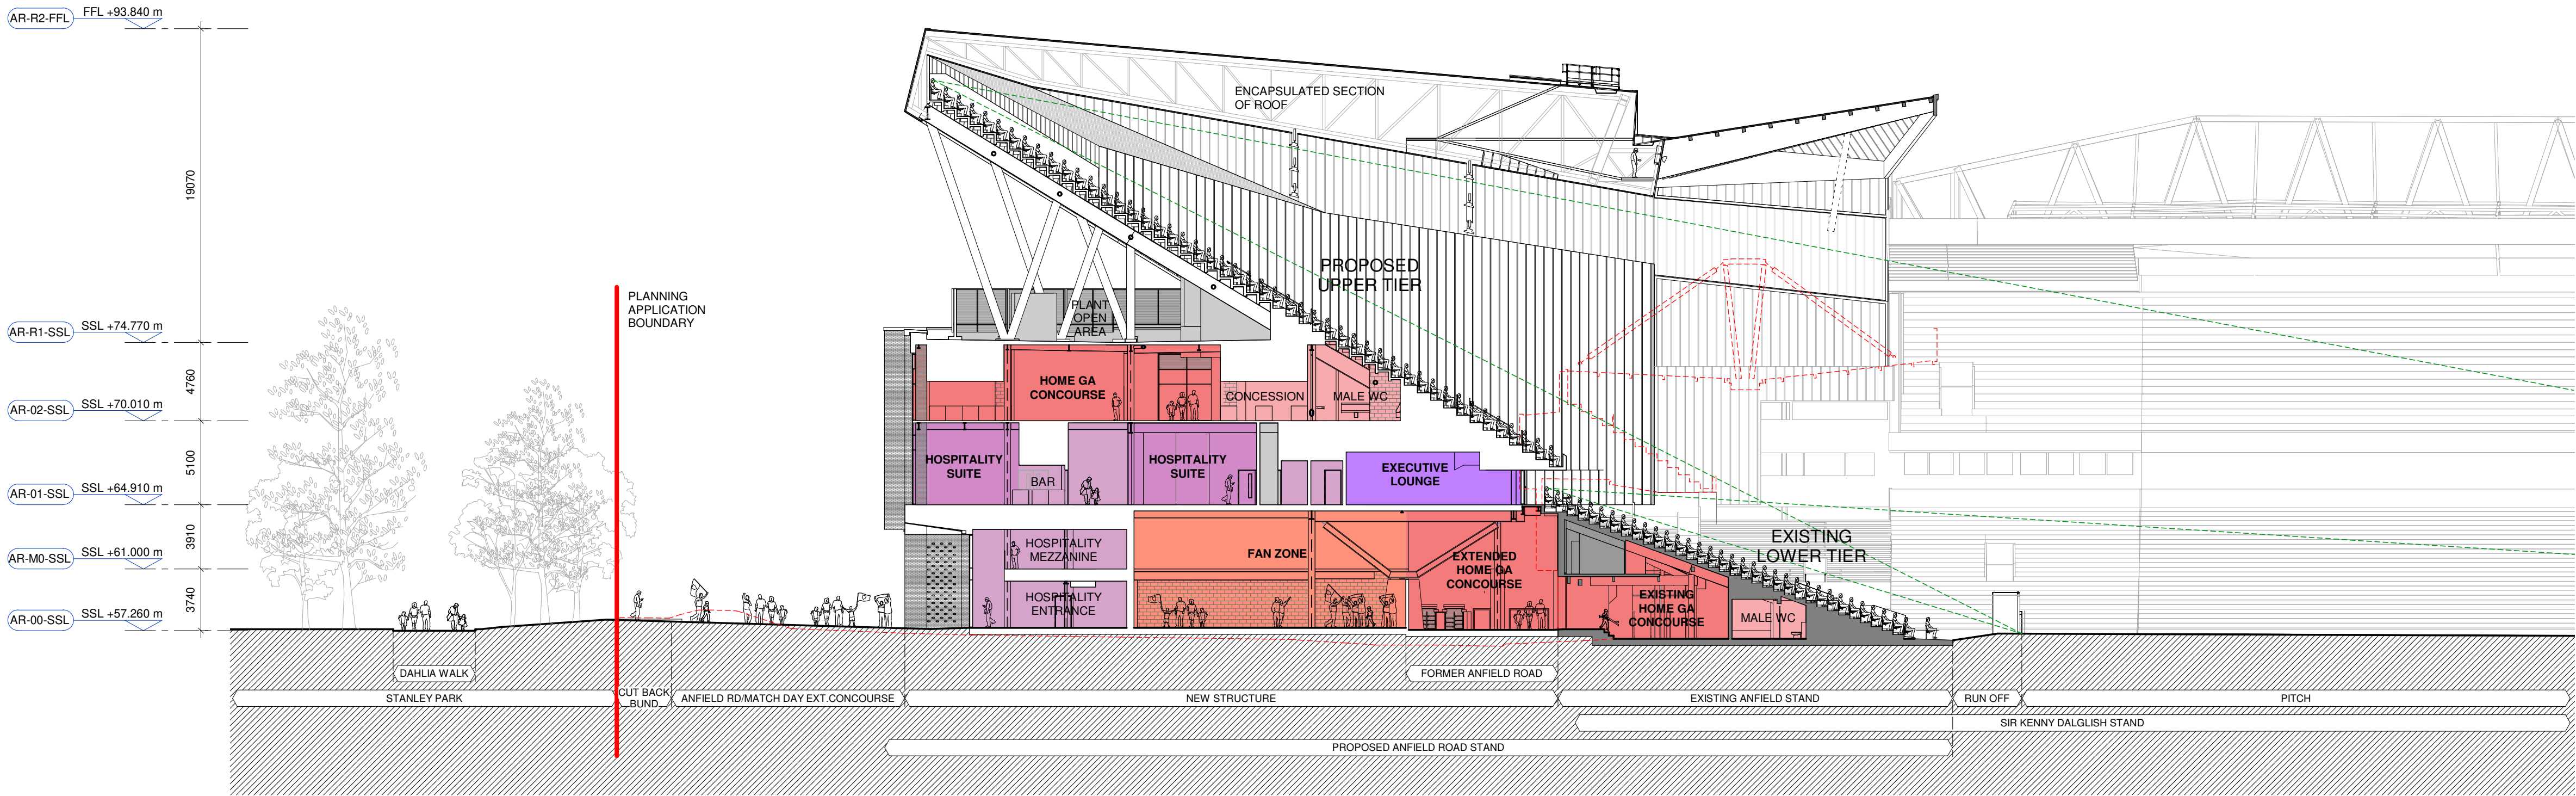 AR-R2-FFL
FFL +93.840 m
19070
AR-R1-SSL
SSL +74.770 m
4760
AR-02-SSL
SSL +70.010 m
5100
AR-01-SSL
SSL +64.910 m
3910
AR-M0-SSL
SSL +61.000 m
3740
AR-00-SSL
SSL +57.260 m
PLANNING
APPLICATION
BOUNDARY
ENCAPSULATED SECTION
OF ROOF
PROPOSED
UPPER TIER
PLANT
OPEN
AREA
HOME GA
CONCOURSE
CONCESSION
MALE WC
HOSPITALITY
SUITE
BAR
HOSPITALITY
SUITE
EXECUTIVE
LOUNGE
HOSPITALITY
MEZZANINE
HOSPITALITY
ENTRANCE
FAN ZONE
EXTENDED
HOME GA
CONCOURSE
EXISTING
LOWER TIER
EXISTING
HOME GA
CONCOURSE
MALE WC
DAHLIA WALK
FORMER ANFIELD ROAD
STANLEY PARK
CUT BACK
BUND
ANFIELD RD/MATCH DAY EXT.CONCOURSE
NEW STRUCTURE
EXISTING ANFIELD STAND
RUN OFF
PITCH
SIR KENNY DALGLISH STAND
PROPOSED ANFIELD ROAD STAND